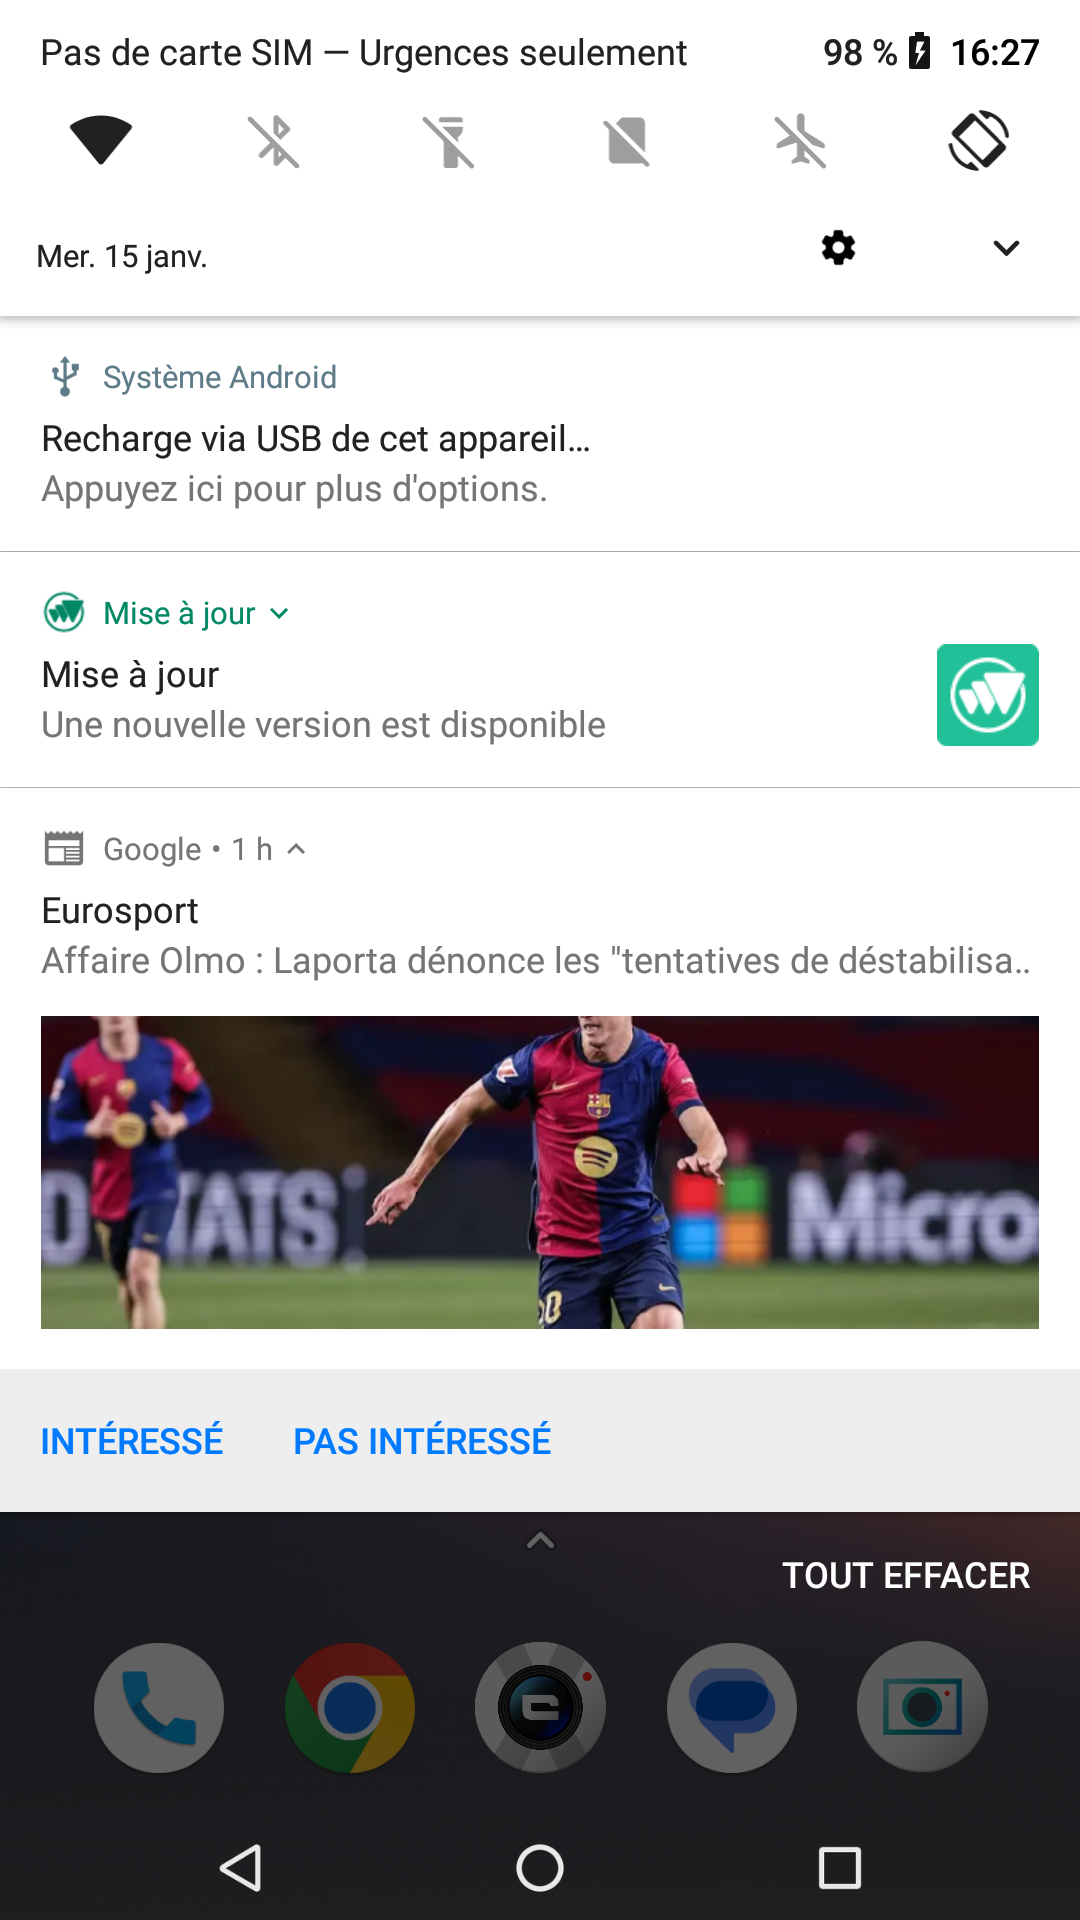 Pas de carte SIM — Urgences seulement 98 % 16:27
Mer. 15 janv.
Système Android
Recharge via USB de cet appareil…
Appuyez ici pour plus d'options.
Mise à jour
Mise à jour
Une nouvelle version est disponible
Google • 1 h
Eurosport
Affaire Olmo : Laporta dénonce les "tentatives de déstabilisa..
TATS
Micro
INTÉRESSÉ PAS INTÉRESSÉ
TOUT EFFACER